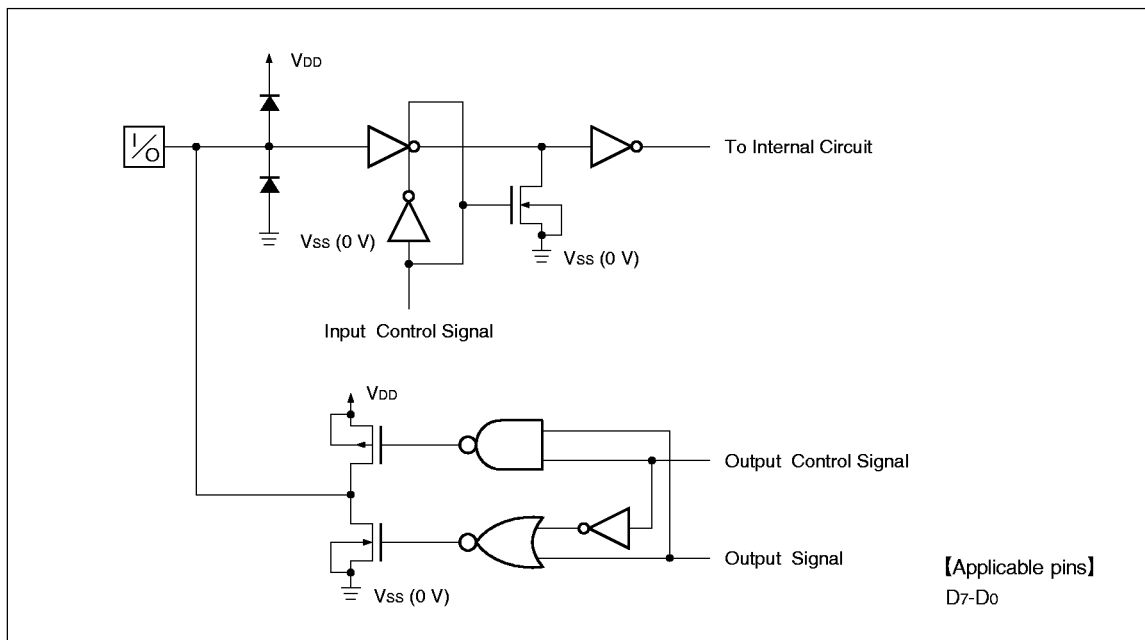 VDD
I/O
To Internal Circuit
Vss (0 V)
Vss (0 V)
Input Control Signal
VDD
Output Control Signal
Output Signal
Vss (0 V)
【Applicable pins】
D7-D0